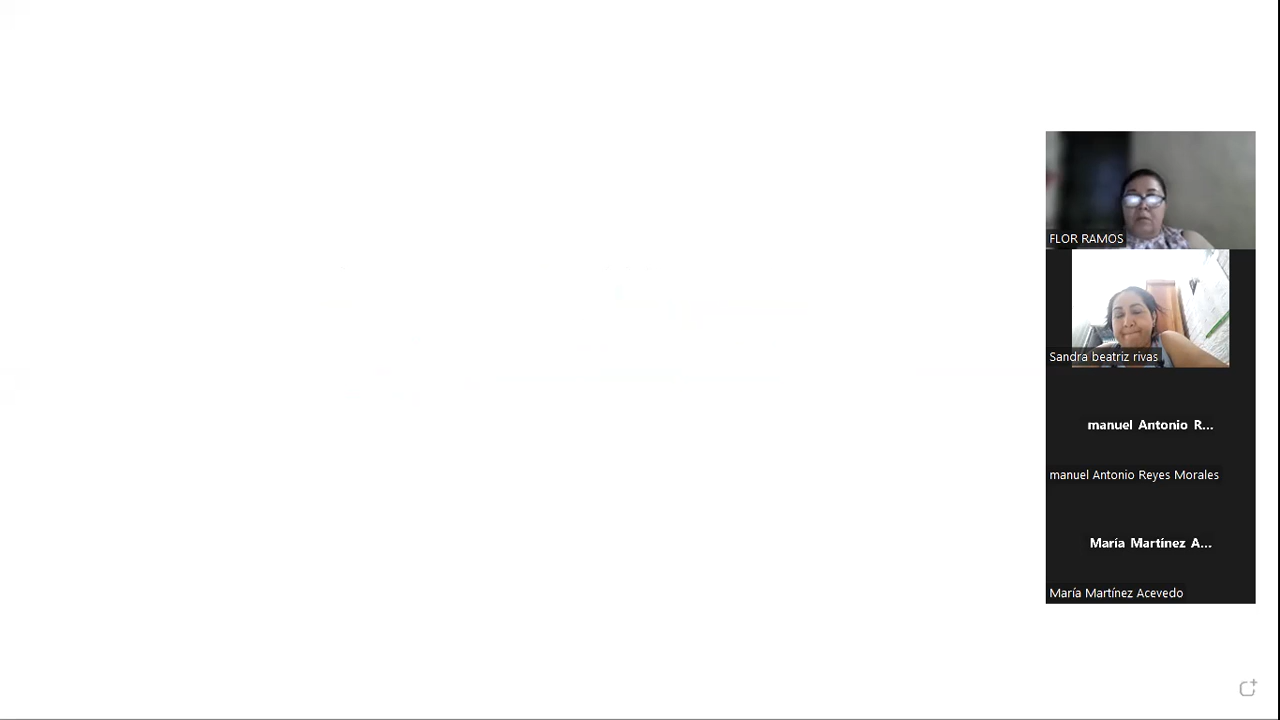 FLOR RAMOS
Sandra beatriz rivas
manuel Antonio R...
manuel Antonio Reyes Morales
María Martínez A...
María Martínez Acevedo